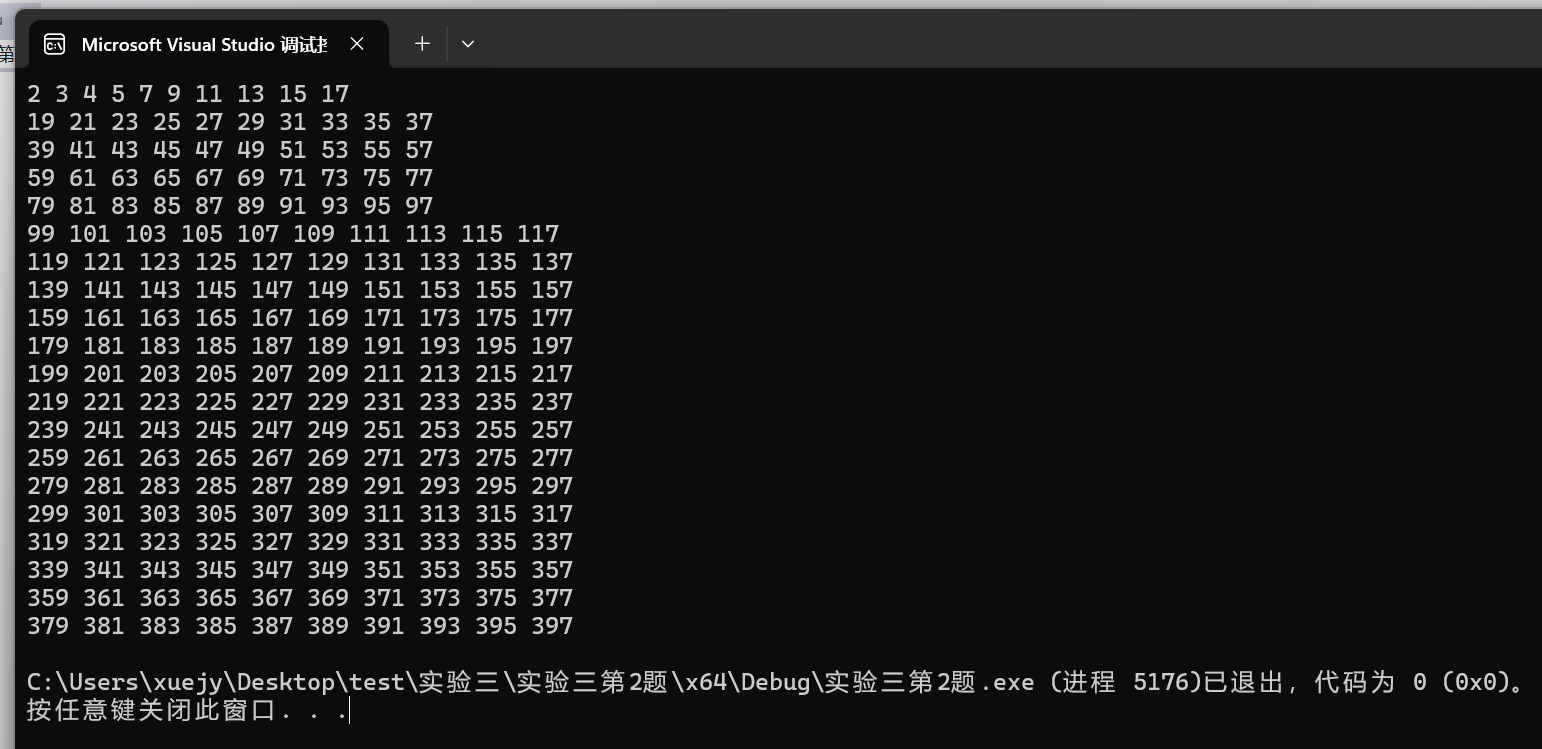 第
Microsoft Visual Studio 调试
2 3 4 5 7 9 11 13 15 17
19 21 23 25 27 29 31 33 35 37
39 41 43 45 47 49 51 53 55 57
59 61 63 65 67 69 71 73 75 77
79 81 83 85 87 89 91 93 95 97
99 101 103 105 107 109 111 113 115 117
119 121 123 125 127 129 131 133 135 137
139 141 143 145 147 149 151 153 155 157
159 161 163 165 167 169 171 173 175 177
179 181 183 185 187 189 191 193 195 197
199 201 203 205 207 209 211 213 215 217
219 221 223 225 227 229 231 233 235 237
239 241 243 245 247 249 251 253 255 257
259 261 263 265 267 269 271 273 275 277
279 281 283 285 287 289 291 293 295 297
299 301 303 305 307 309 311 313 315 317
319 321 323 325 327 329 331 333 335 337
339 341 343 345 347 349 351 353 355 357
359 361 363 365 367 369 371 373 375 377
379 381 383 385 387 389 391 393 395 397
C:\Users\xuejy\Desktop\test\实验三\实验三第2题\x64\Debug\实验三第2题.exe (进程 5176)已退出，代码为 0 (0x0)。
按任意键关闭此窗口. . .